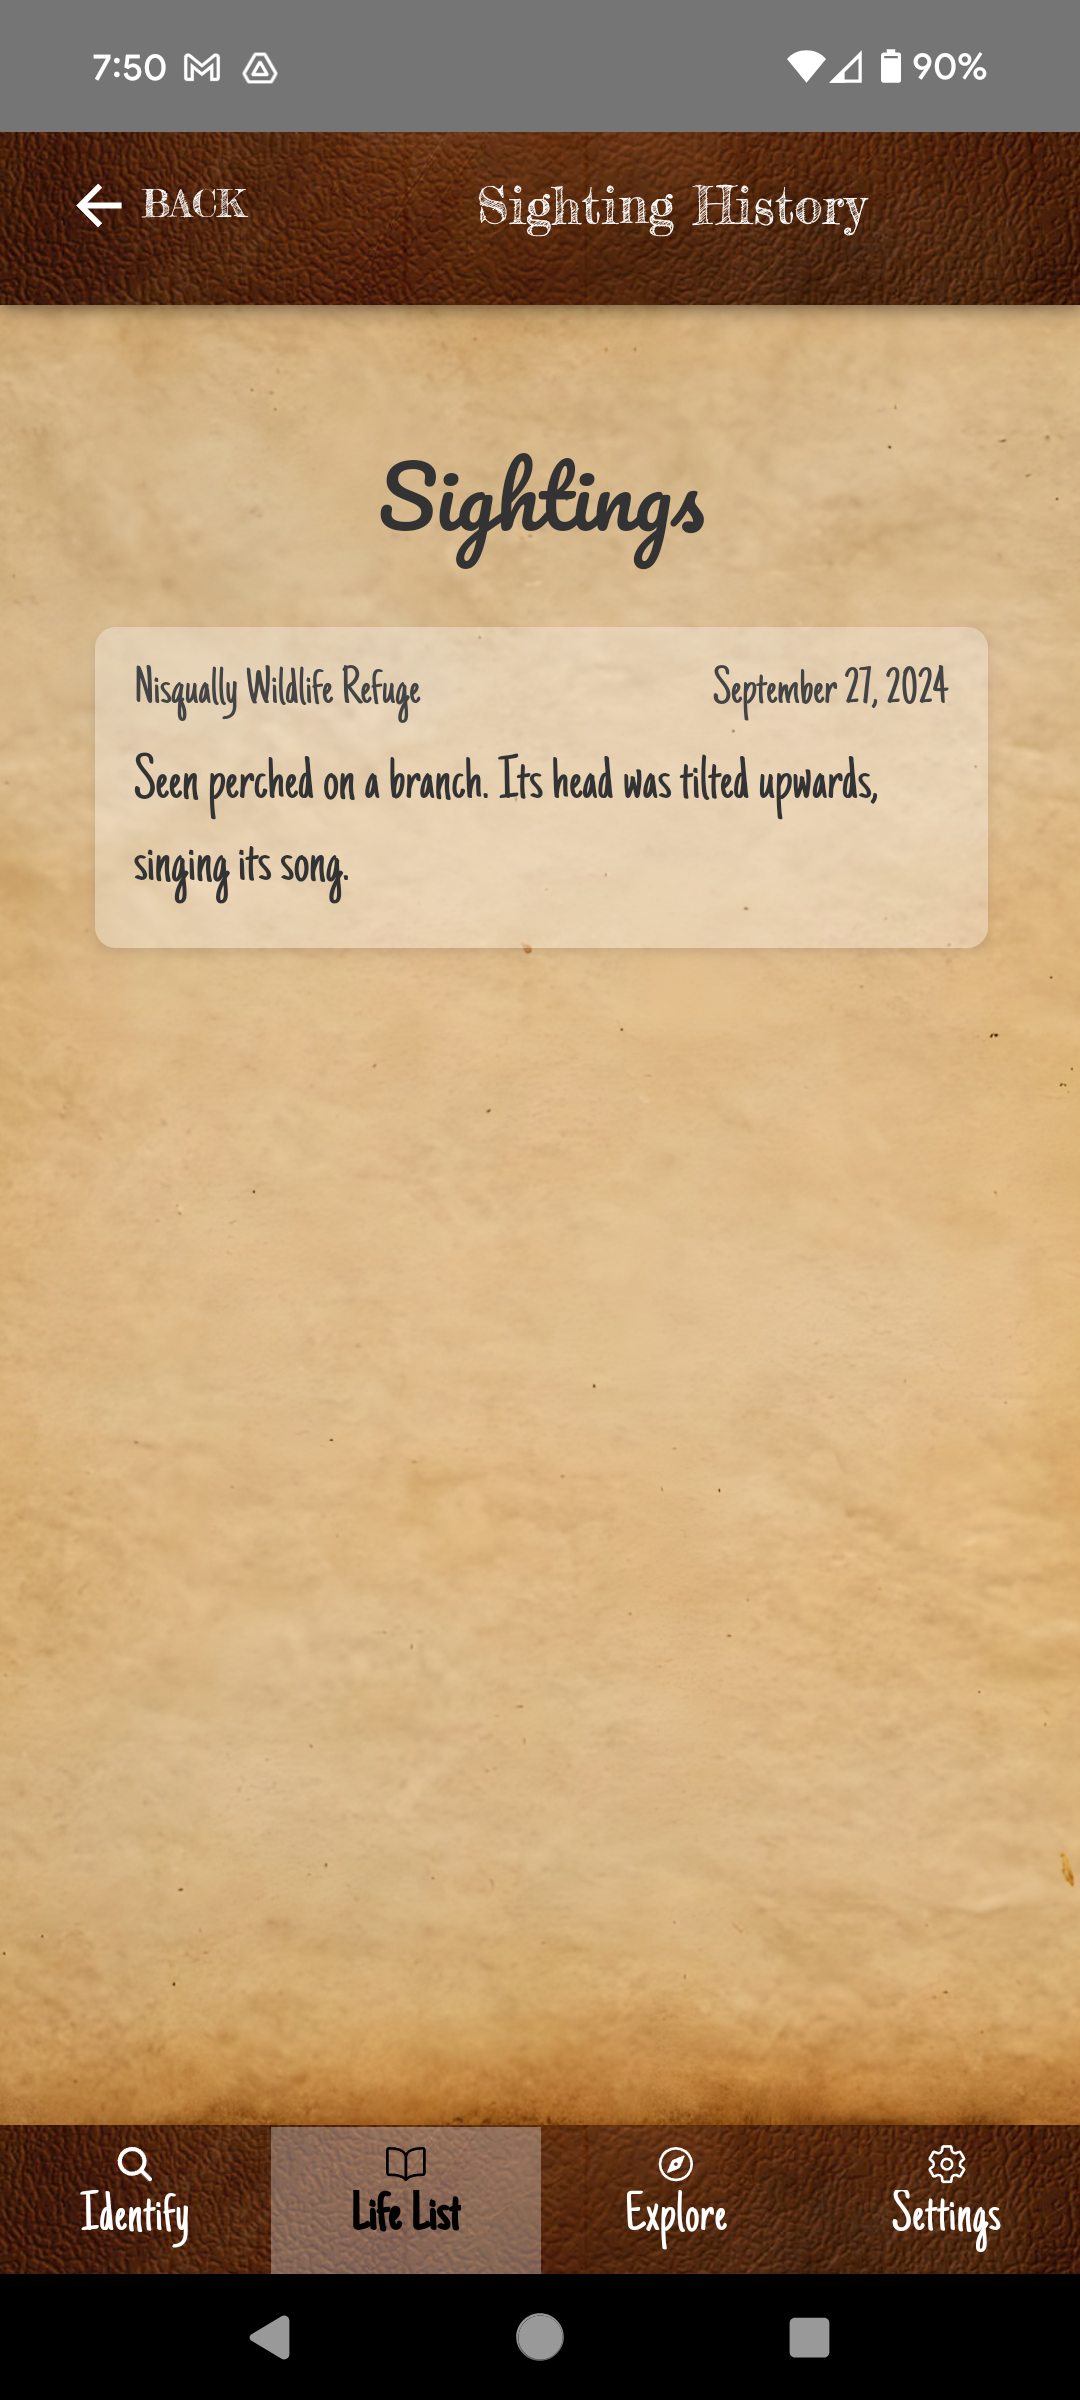 7:50 90%
BACK Sighting History
Sightings
Nisqually Wildlife Refuge September 27, 2024
Seen perched on a branch. Its head was tilted upwards,
singing its song.
Identify Life List Explore Settings